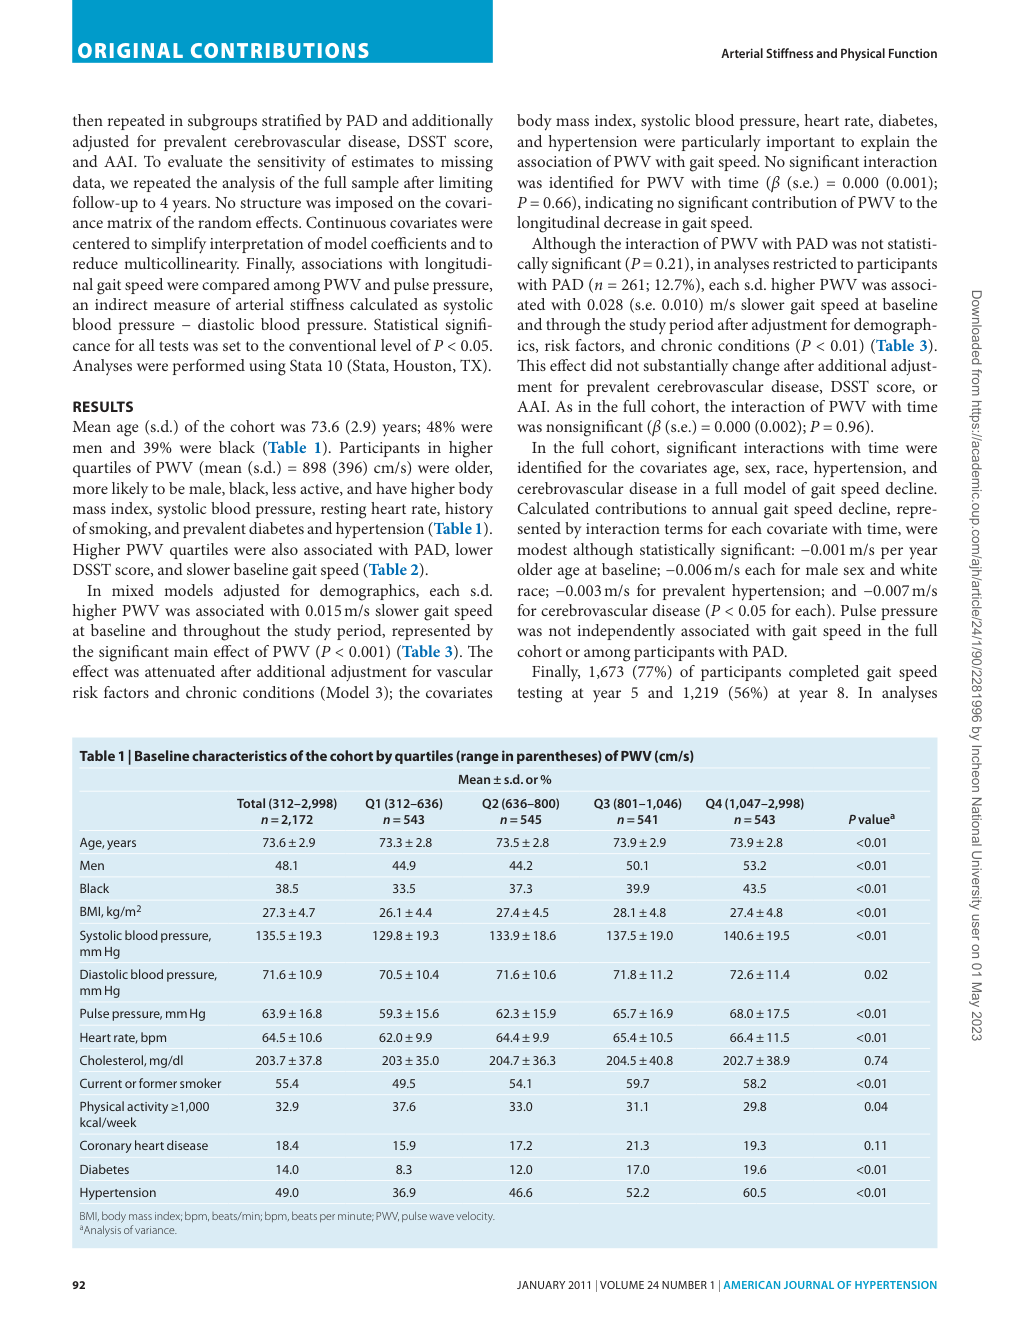 ORIGINAL CONTRIBUTIONS
Arterial Stiffness and Physical Function
then repeated in subgroups stratified by PAD and additionally
adjusted for prevalent cerebrovascular disease, DSST score,
and AAI. To evaluate the sensitivity of estimates to missing
data, we repeated the analysis of the full sample after limiting
follow-up to 4 years. No structure was imposed on the covari-
ance matrix of the random effects. Continuous covariates were
centered to simplify interpretation of model coefficients and to
reduce multicollinearity. Finally, associations with longitudi-
nal gait speed were compared among PWV and pulse pressure,
an indirect measure of arterial stiffness calculated as systolic
blood pressure − diastolic blood pressure. Statistical signifi-
cance for all tests was set to the conventional level of P < 0.05.
Analyses were performed using Stata 10 (Stata, Houston, TX).
RESULTS
Mean age (s.d.) of the cohort was 73.6 (2.9) years; 48% were
men and 39% were black (Table 1). Participants in higher
quartiles of PWV (mean (s.d.) = 898 (396) cm/s) were older,
more likely to be male, black, less active, and have higher body
mass index, systolic blood pressure, resting heart rate, history
of smoking, and prevalent diabetes and hypertension (Table 1).
Higher PWV quartiles were also associated with PAD, lower
DSST score, and slower baseline gait speed (Table 2).
In mixed models adjusted for demographics, each s.d.
higher PWV was associated with 0.015 m/s slower gait speed
at baseline and throughout the study period, represented by
the significant main effect of PWV (P < 0.001) (Table 3). The
effect was attenuated after additional adjustment for vascular
risk factors and chronic conditions (Model 3); the covariates
body mass index, systolic blood pressure, heart rate, diabetes,
and hypertension were particularly important to explain the
association of PWV with gait speed. No significant interaction
was identified for PWV with time (β (s.e.) = 0.000 (0.001);
P = 0.66), indicating no significant contribution of PWV to the
longitudinal decrease in gait speed.
Although the interaction of PWV with PAD was not statisti-
cally significant (P = 0.21), in analyses restricted to participants
with PAD (n = 261; 12.7%), each s.d. higher PWV was associ-
ated with 0.028 (s.e. 0.010) m/s slower gait speed at baseline
and through the study period after adjustment for demograph-
ics, risk factors, and chronic conditions (P < 0.01) (Table 3).
This effect did not substantially change after additional adjust-
ment for prevalent cerebrovascular disease, DSST score, or
AAI. As in the full cohort, the interaction of PWV with time
was nonsignificant (β (s.e.) = 0.000 (0.002); P = 0.96).
In the full cohort, significant interactions with time were
identified for the covariates age, sex, race, hypertension, and
cerebrovascular disease in a full model of gait speed decline.
Calculated contributions to annual gait speed decline, repre-
sented by interaction terms for each covariate with time, were
modest although statistically significant: −0.001 m/s per year
older age at baseline; −0.006 m/s each for male sex and white
race; −0.003 m/s for prevalent hypertension; and −0.007 m/s
for cerebrovascular disease (P < 0.05 for each). Pulse pressure
was not independently associated with gait speed in the full
cohort or among participants with PAD.
Finally, 1,673 (77%) of participants completed gait speed
testing at year 5 and 1,219 (56%) at year 8. In analyses
Table 1 | Baseline characteristics of the cohort by quartiles (range in parentheses) of PWV (cm/s)
Mean ± s.d. or %
Total (312–2,998) Q1 (312–636) Q2 (636–800) Q3 (801–1,046) Q4 (1,047–2,998)
n = 2,172 n = 543 n = 545 n = 541 n = 543 P valueᵃ
Age, years 73.6 ± 2.9 73.3 ± 2.8 73.5 ± 2.8 73.9 ± 2.9 73.9 ± 2.8 <0.01
Men 48.1 44.9 44.2 50.1 53.2 <0.01
Black 38.5 33.5 37.3 39.9 43.5 <0.01
BMI, kg/m² 27.3 ± 4.7 26.1 ± 4.4 27.4 ± 4.5 28.1 ± 4.8 27.4 ± 4.8 <0.01
Systolic blood pressure, 135.5 ± 19.3 129.8 ± 19.3 133.9 ± 18.6 137.5 ± 19.0 140.6 ± 19.5 <0.01
mm Hg
Diastolic blood pressure, 71.6 ± 10.9 70.5 ± 10.4 71.6 ± 10.6 71.8 ± 11.2 72.6 ± 11.4 0.02
mm Hg
Pulse pressure, mm Hg 63.9 ± 16.8 59.3 ± 15.6 62.3 ± 15.9 65.7 ± 16.9 68.0 ± 17.5 <0.01
Heart rate, bpm 64.5 ± 10.6 62.0 ± 9.9 64.4 ± 9.9 65.4 ± 10.5 66.4 ± 11.5 <0.01
Cholesterol, mg/dl 203.7 ± 37.8 203 ± 35.0 204.7 ± 36.3 204.5 ± 40.8 202.7 ± 38.9 0.74
Current or former smoker 55.4 49.5 54.1 59.7 58.2 <0.01
Physical activity ≥1,000 32.9 37.6 33.0 31.1 29.8 0.04
kcal/week
Coronary heart disease 18.4 15.9 17.2 21.3 19.3 0.11
Diabetes 14.0 8.3 12.0 17.0 19.6 <0.01
Hypertension 49.0 36.9 46.6 52.2 60.5 <0.01
BMI, body mass index; bpm, beats/min; bpm, beats per minute; PWV, pulse wave velocity.
ᵃAnalysis of variance.
92
JANUARY 2011 | VOLUME 24 NUMBER 1 | AMERICAN JOURNAL OF HYPERTENSION
Downloaded from https://academic.oup.com/ajh/article/24/1/90/2281996 by Incheon National University user on 01 May 2023